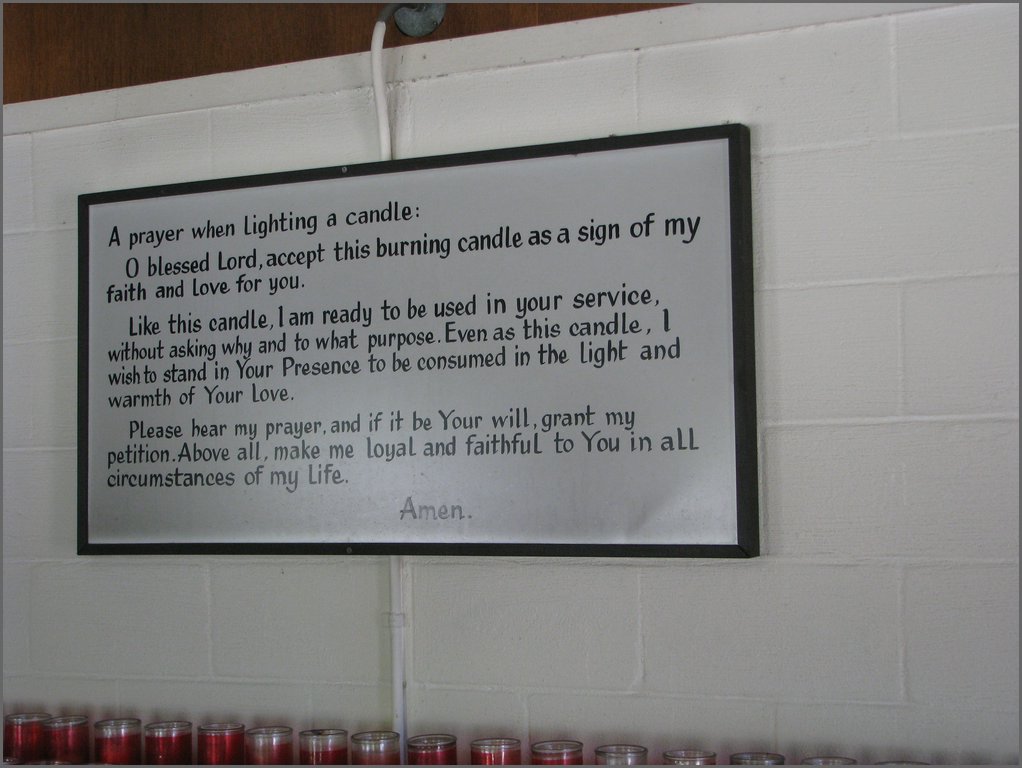 A prayer when Lighting a candle:
O blessed Lord, accept this burning candle as a sign of my
faith and Love for you.
Like this candle, I am ready to be used in your service,
without asking why and to what purpose. Even as this candle, I
wish to stand in Your Presence to be consumed in the light and
warmth of Your Love.
Please hear my prayer, and if it be Your will, grant my
petition. Above all, make me loyal and faithful to You in all
circumstances of my Life.
Amen.